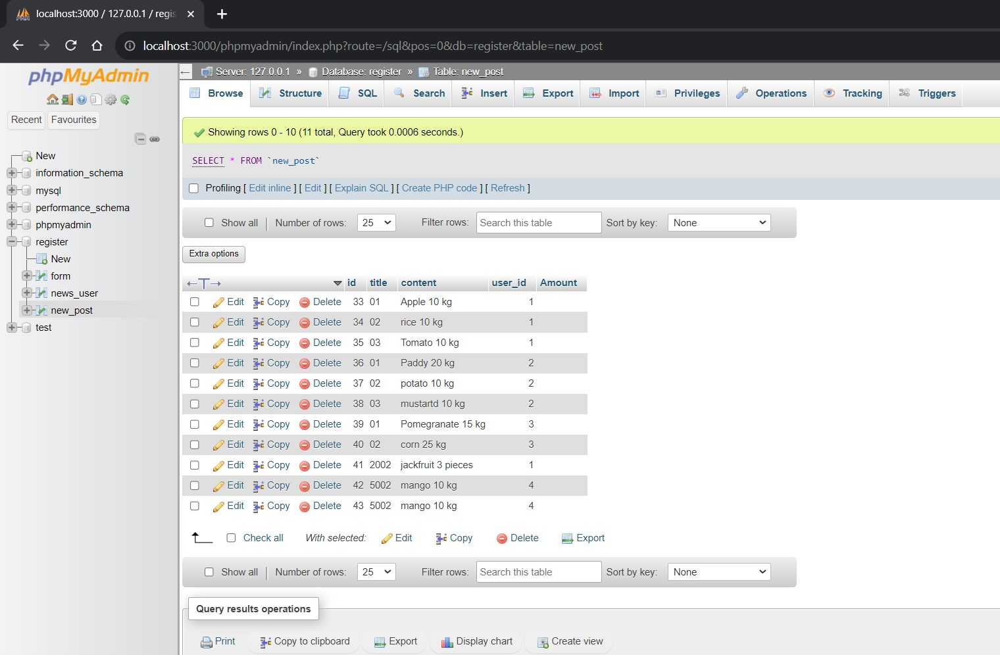 localhost:3000 / 127.0.0.1 / regis
localhost:3000/phpmyadmin/index.php?route=/sql&pos=0&db=register&table=new_post
phpMyAdmin
Recent Favourites
New
information_schema
mysql
performance_schema
phpmyadmin
register
New
form
news_user
new_post
test
Server: 127.0.0.1 » Database: register » Table: new_post
Browse Structure SQL Search Insert Export Import Privileges Operations Tracking Triggers
Showing rows 0 - 10 (11 total, Query took 0.0006 seconds.)
SELECT * FROM `new_post`
Profiling [ Edit inline ] [ Edit ] [ Explain SQL ] [ Create PHP code ] [ Refresh ]
Show all | Number of rows: 25 Filter rows: Search this table Sort by key: None
Extra options
←T→ id title content user_id Amount
Edit Copy Delete 33 01 Apple 10 kg 1
Edit Copy Delete 34 02 rice 10 kg 1
Edit Copy Delete 35 03 Tomato 10 kg 1
Edit Copy Delete 36 01 Paddy 20 kg 2
Edit Copy Delete 37 02 potato 10 kg 2
Edit Copy Delete 38 03 mustartd 10 kg 2
Edit Copy Delete 39 01 Pomegranate 15 kg 3
Edit Copy Delete 40 02 corn 25 kg 3
Edit Copy Delete 41 2002 jackfruit 3 pieces 1
Edit Copy Delete 42 5002 mango 10 kg 4
Edit Copy Delete 43 5002 mango 10 kg 4
Check all With selected: Edit Copy Delete Export
Show all | Number of rows: 25 Filter rows: Search this table Sort by key: None
Query results operations
Print Copy to clipboard Export Display chart Create view